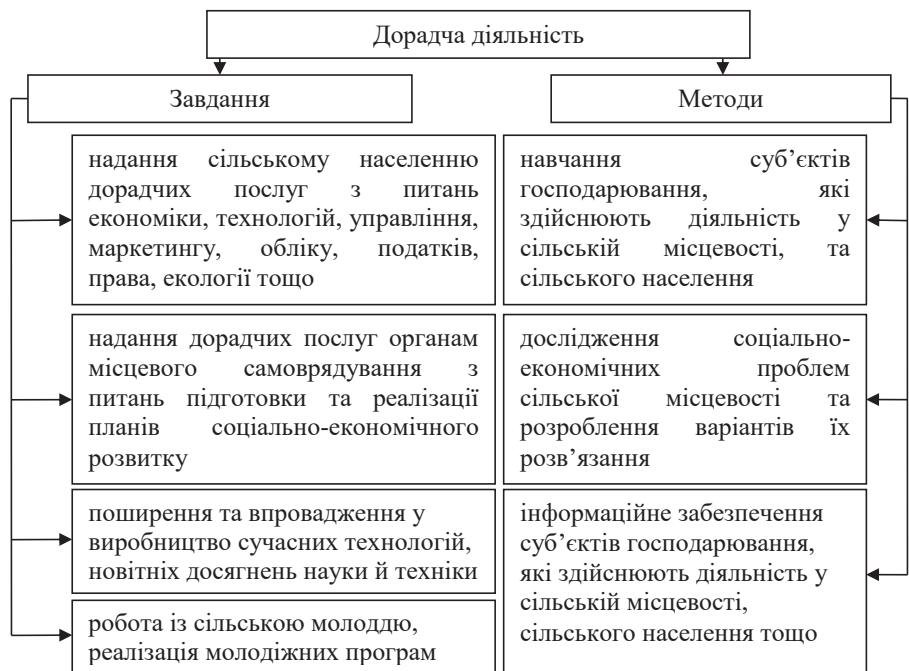 Дорадча діяльність
Завдання
Методи
надання сільському населенню
дорадчих послуг з питань
економіки, технологій, управління,
маркетингу, обліку, податків,
права, екології тощо
надання дорадчих послуг органам
місцевого самоврядування з
питань підготовки та реалізації
планів соціально-економічного
розвитку
поширення та впровадження у
виробництво сучасних технологій,
новітніх досягнень науки й техніки
робота із сільською молоддю,
реалізація молодіжних програм
навчання суб’єктів
господарювання, які
здійснюють діяльність у
сільській місцевості, та
сільського населення
дослідження соціально-
економічних проблем
сільської місцевості та
розроблення варіантів їх
розв’язання
інформаційне забезпечення
суб’єктів господарювання,
які здійснюють діяльність у
сільській місцевості,
сільського населення тощо